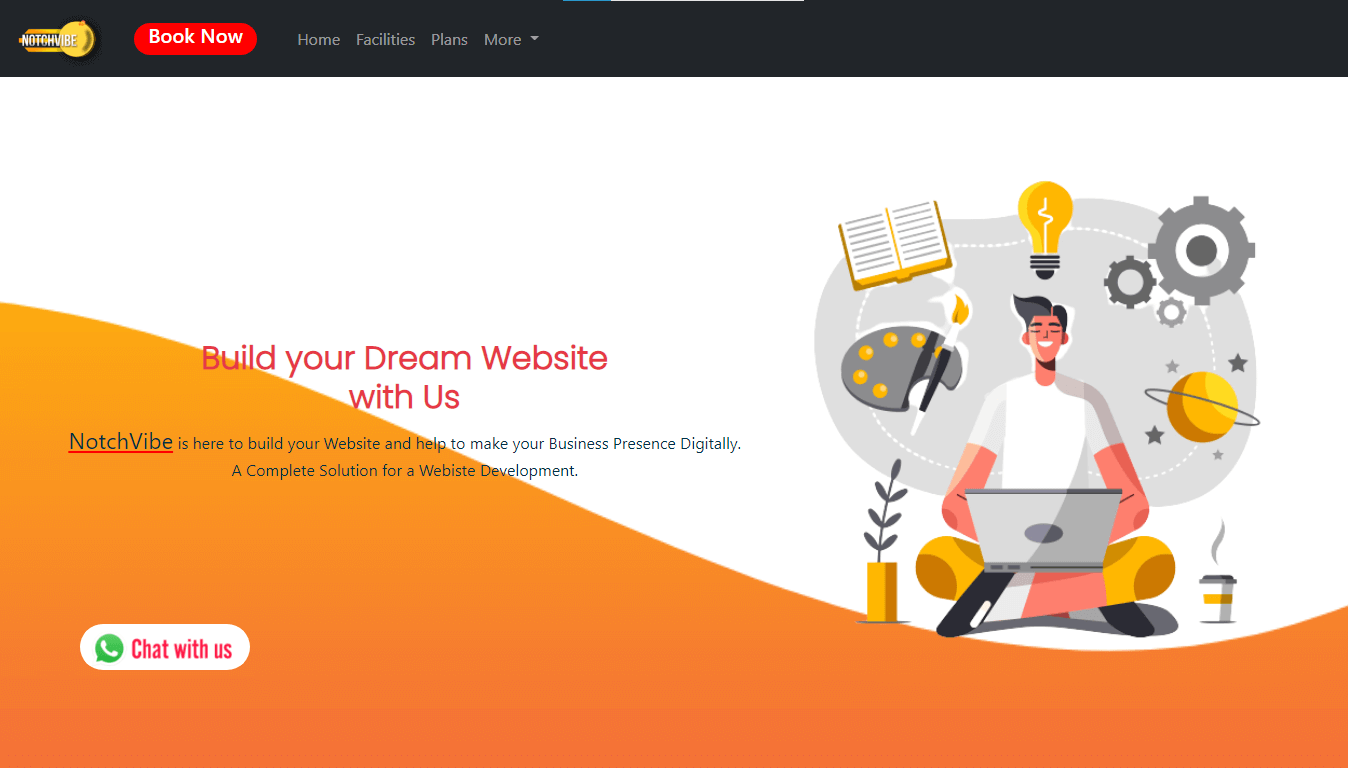 NOTCHVIBE
Book Now
Home Facilities Plans More
Build your Dream Website
with Us
NotchVibe is here to build your Website and help to make your Business Presence Digitally.
A Complete Solution for a Webiste Development.
Chat with us